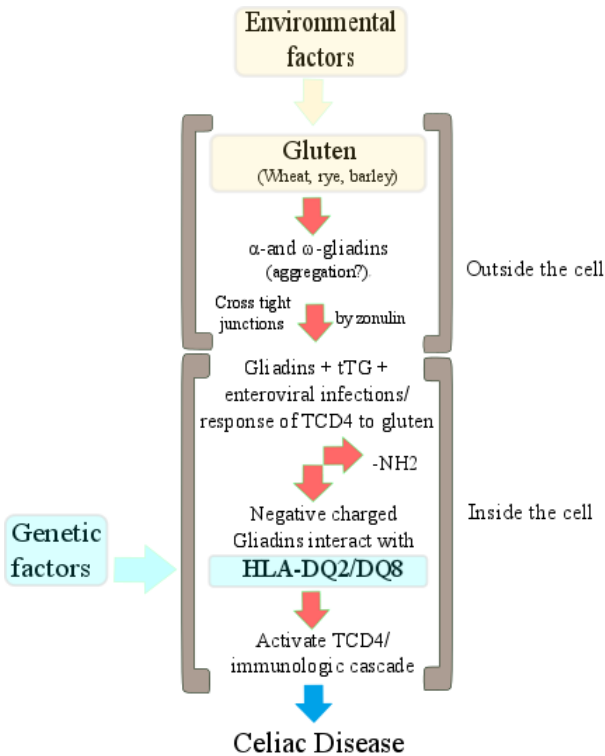 Environmental
factors
Gluten
(Wheat, rye, barley)
α-and ω-gliadins
(aggregation?).
Outside the cell
Cross tight
junctions
by zonulin
Gliadins + tTG +
enteroviral infections/
response of TCD4 to gluten
-NH2
Negative charged
Gliadins interact with
HLA-DQ2/DQ8
Inside the cell
Genetic
factors
Activate TCD4/
immunologic cascade
Celiac Disease